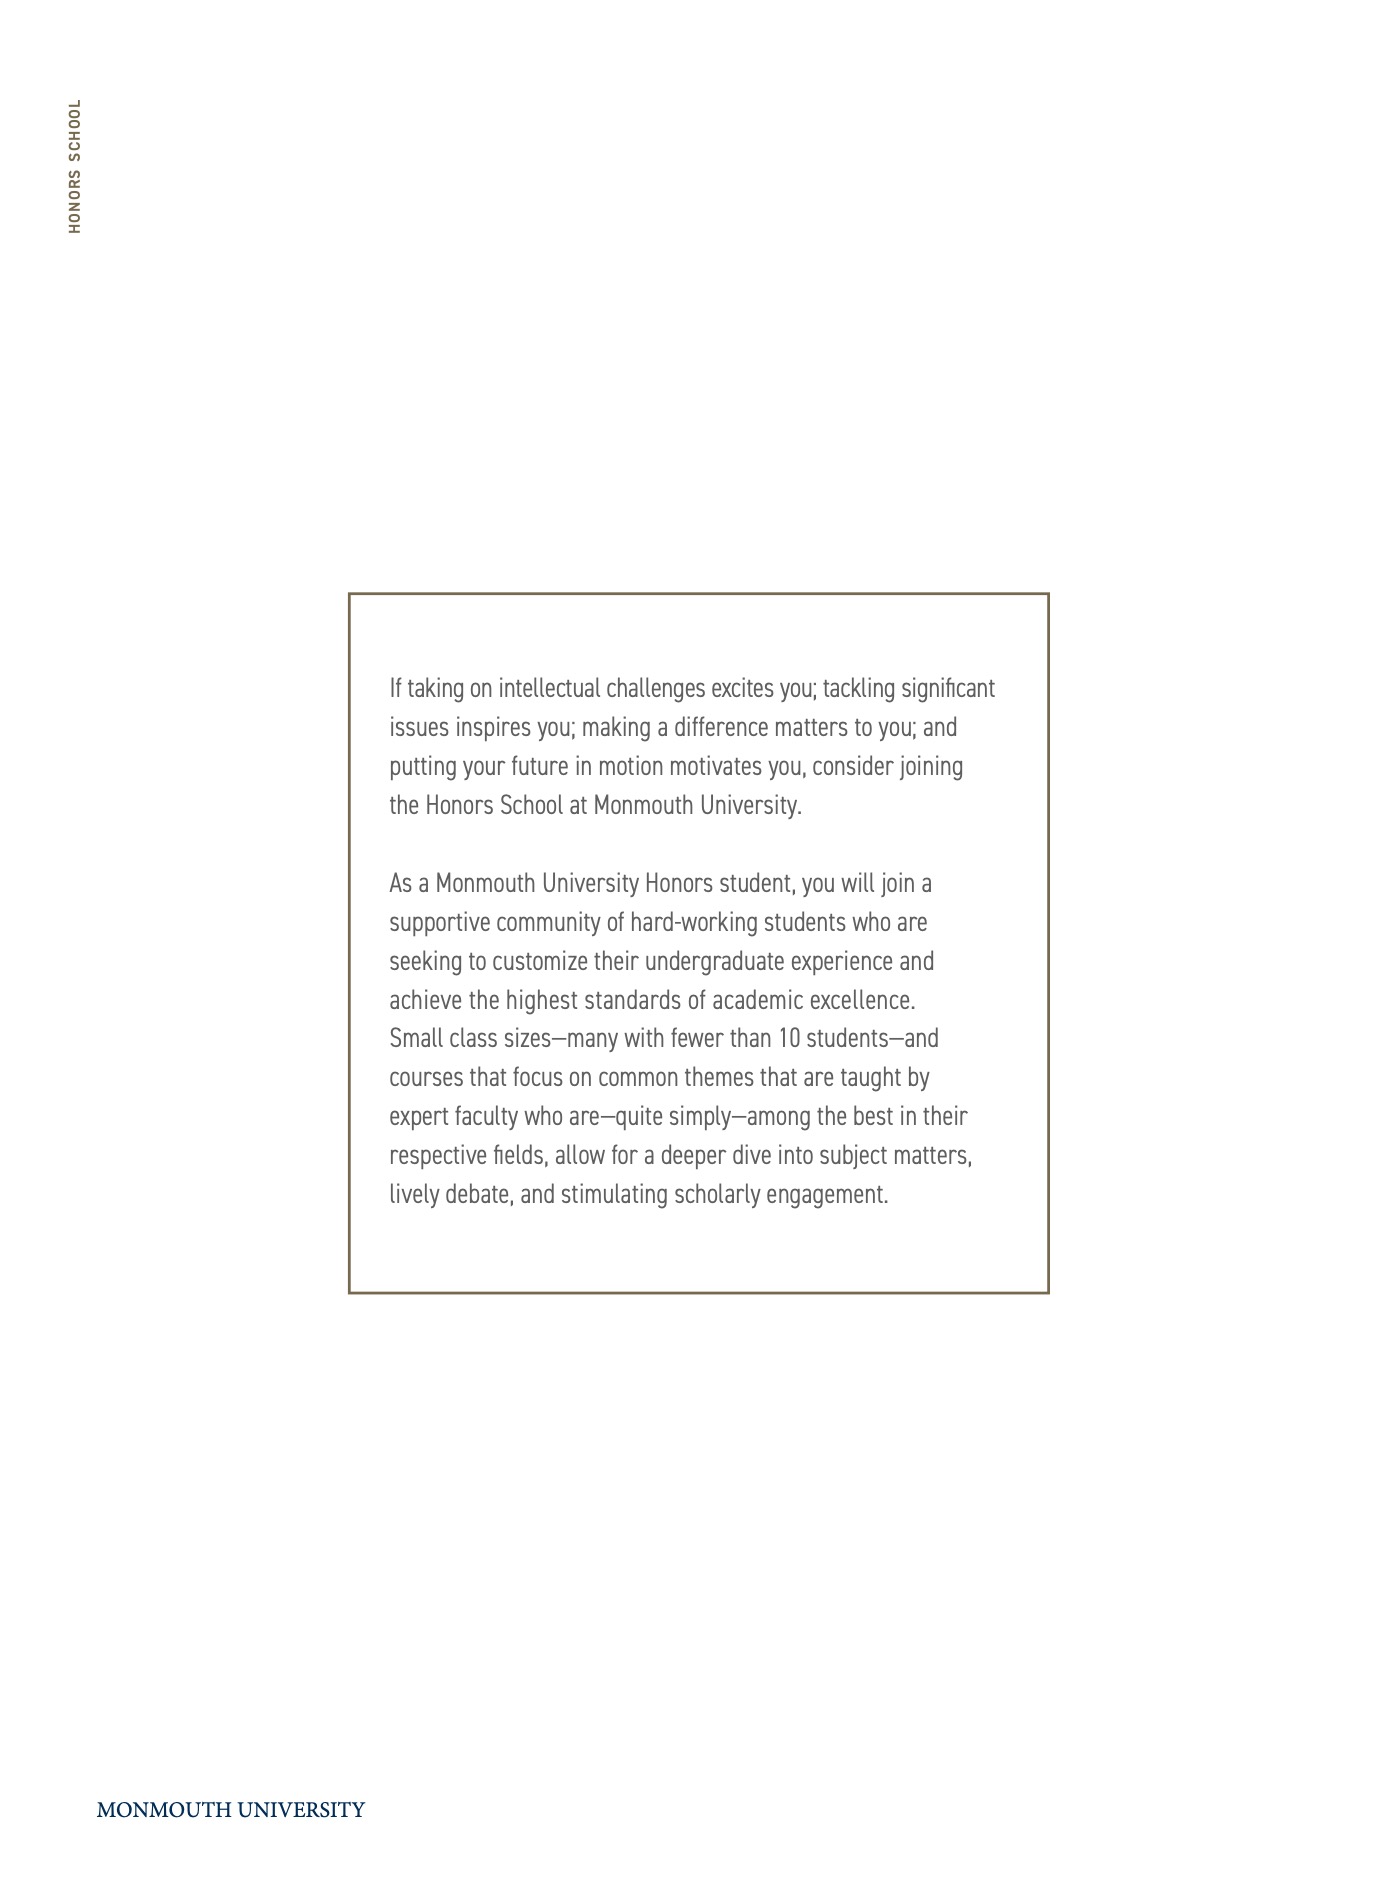 HONORS SCHOOL
If taking on intellectual challenges excites you; tackling significant
issues inspires you; making a difference matters to you; and
putting your future in motion motivates you, consider joining
the Honors School at Monmouth University.
As a Monmouth University Honors student, you will join a
supportive community of hard-working students who are
seeking to customize their undergraduate experience and
achieve the highest standards of academic excellence.
Small class sizes—many with fewer than 10 students—and
courses that focus on common themes that are taught by
expert faculty who are—quite simply—among the best in their
respective fields, allow for a deeper dive into subject matters,
lively debate, and stimulating scholarly engagement.
MONMOUTH UNIVERSITY